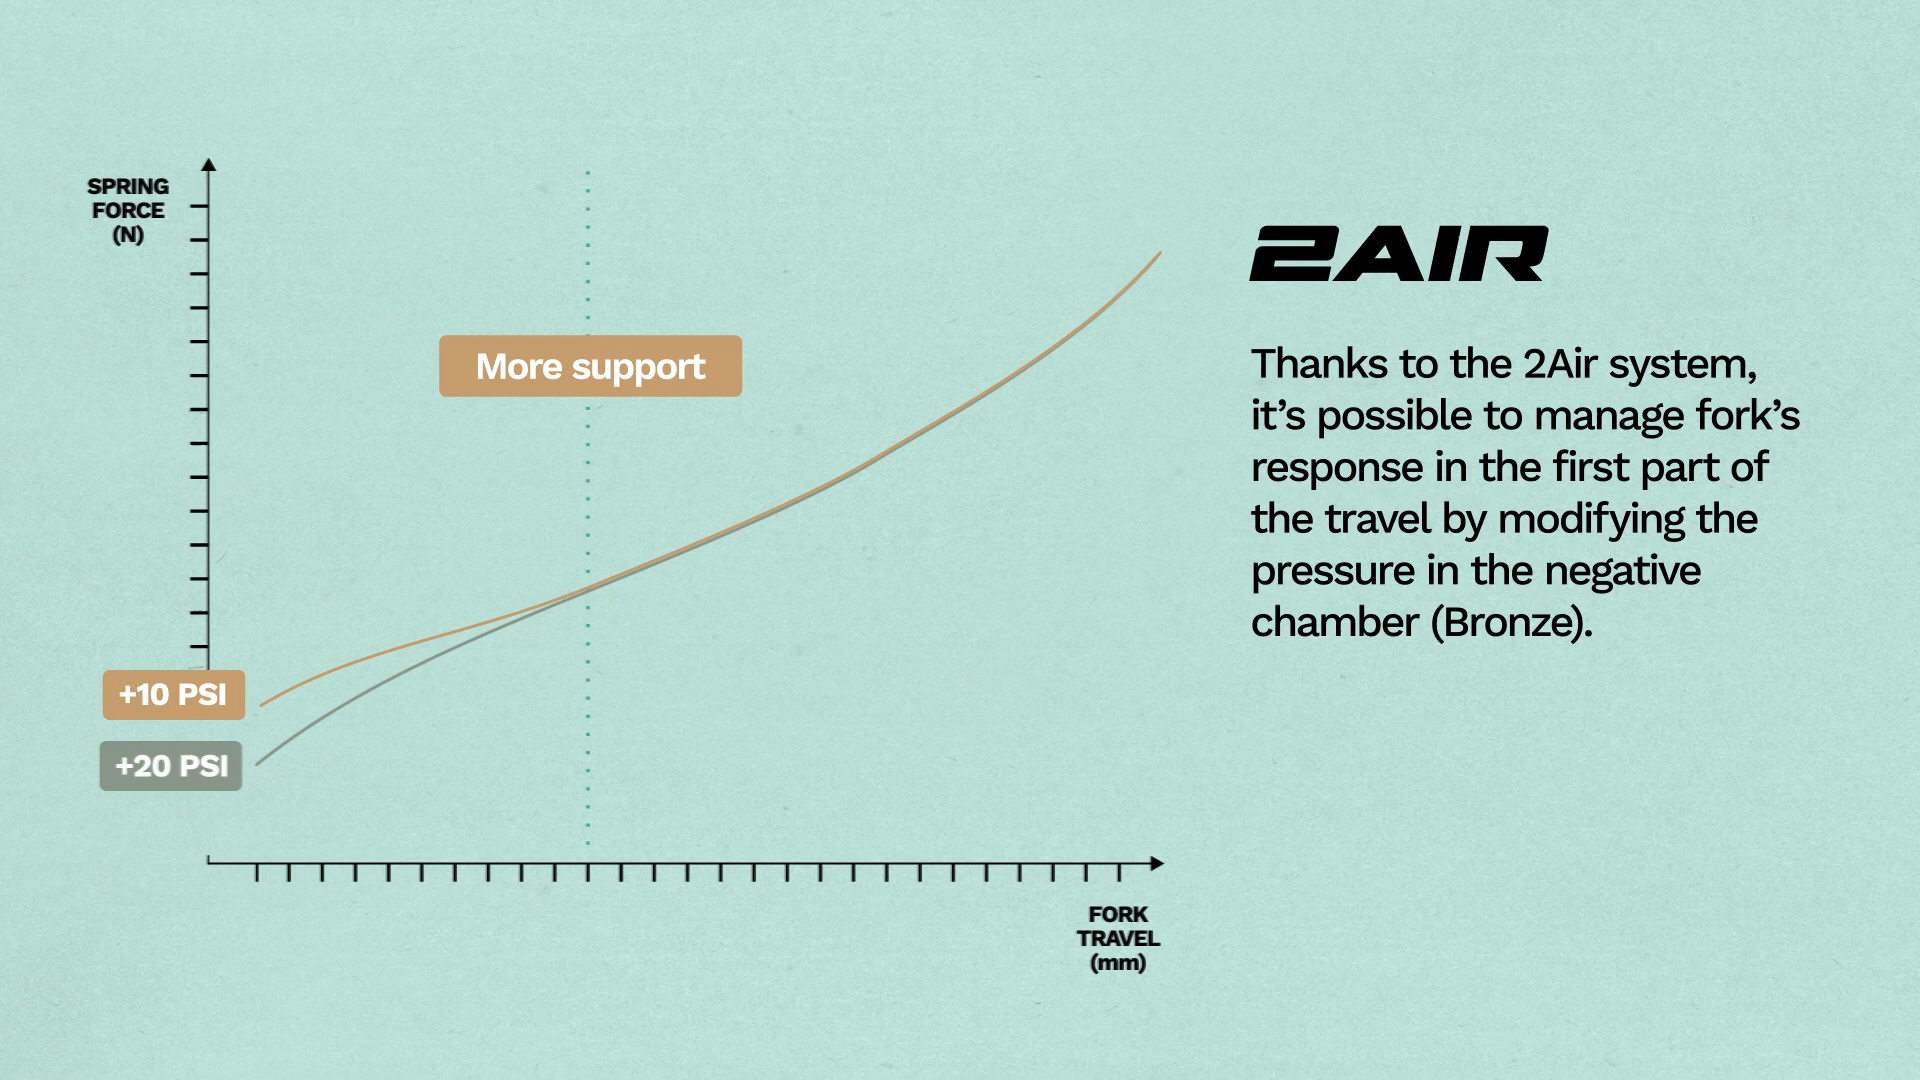 SPRING
FORCE
(N)
More support
+10 PSI
+20 PSI
FORK
TRAVEL
(mm)
2AIR
Thanks to the 2Air system,
it’s possible to manage fork’s
response in the first part of
the travel by modifying the
pressure in the negative
chamber (Bronze).